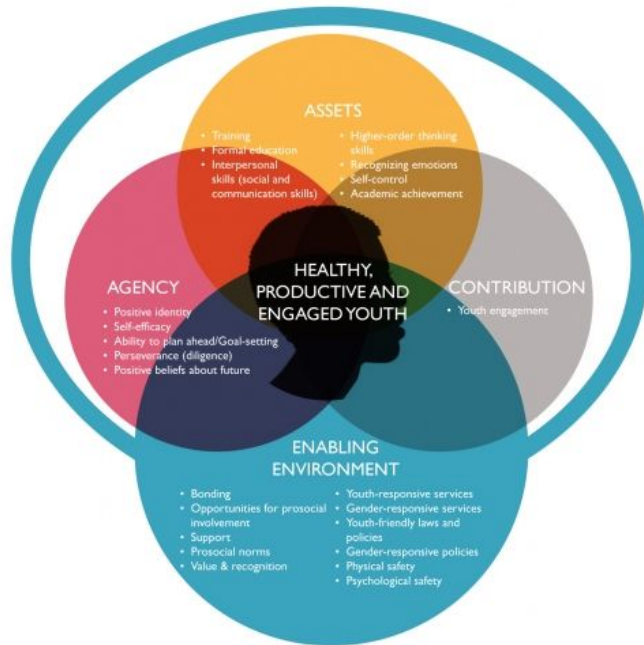 ASSETS
• Training
• Formal education
• Interpersonal
skills (social and
communication skills)
• Higher-order thinking
skills
• Recognizing emotions
• Self-control
• Academic achievement
AGENCY
• Positive identity
• Self-efficacy
• Ability to plan ahead/Goal-setting
• Perseverance (diligence)
• Positive beliefs about future
HEALTHY,
PRODUCTIVE AND
ENGAGED YOUTH
CONTRIBUTION
• Youth engagement
ENABLING
ENVIRONMENT
• Bonding
• Opportunities for prosocial
involvement
• Support
• Prosocial norms
• Value & recognition
• Youth-responsive services
• Gender-responsive services
• Youth-friendly laws and
policies
• Gender-responsive policies
• Physical safety
• Psychological safety